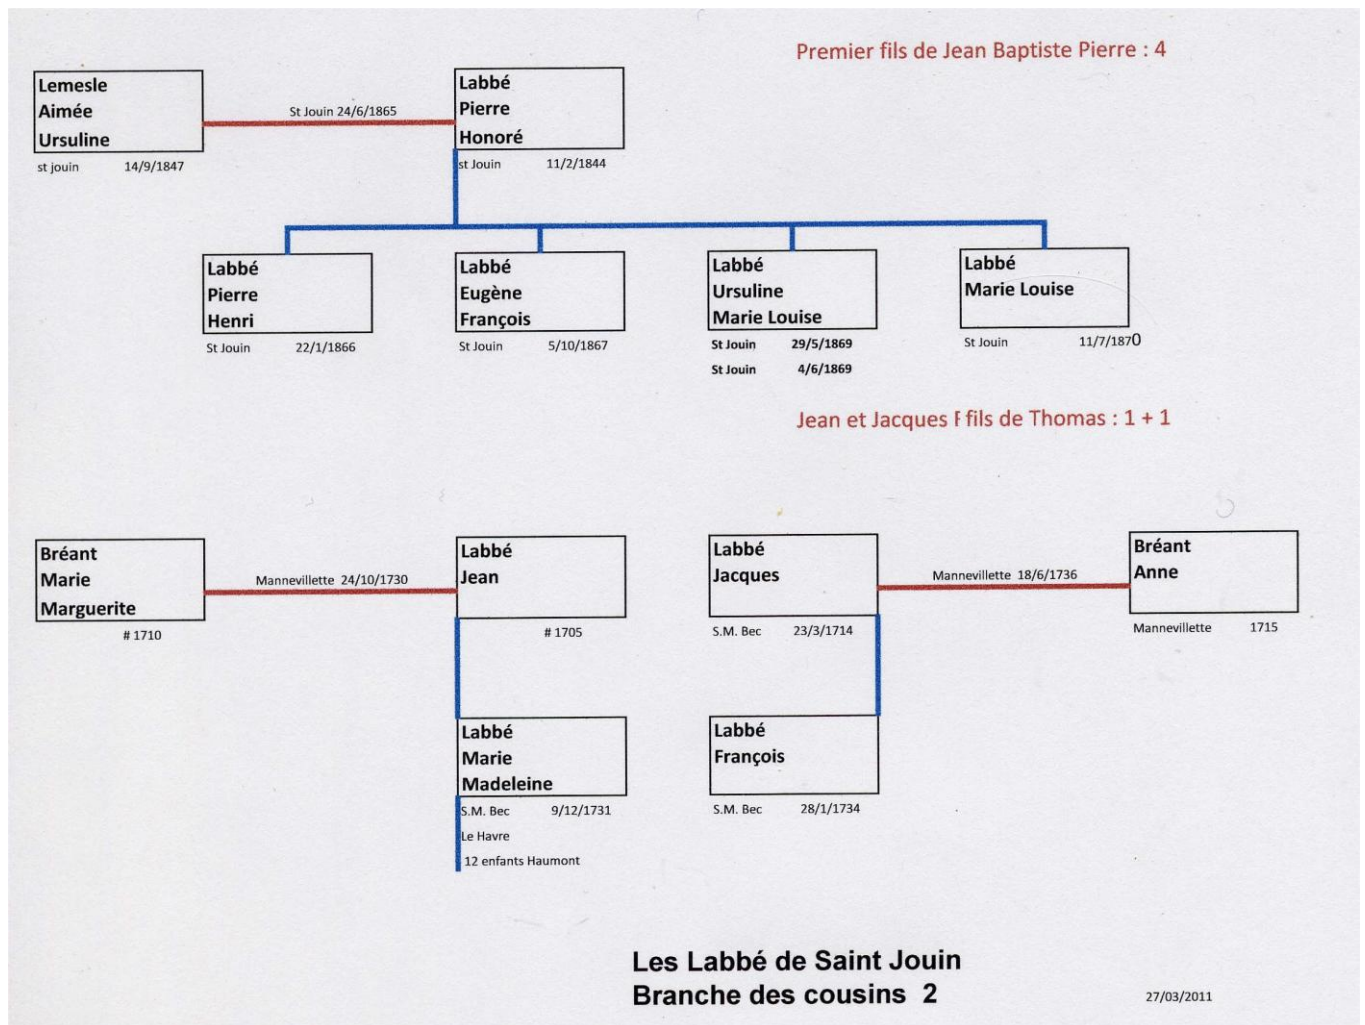 Premier fils de Jean Baptiste Pierre : 4
Lemesle
Aimée
Ursuline
st jouin 14/9/1847
St Jouin 24/6/1865
Labbé
Pierre
Honoré
st Jouin 11/2/1844
Labbé
Pierre
Henri
St Jouin 22/1/1866
Labbé
Eugène
François
St Jouin 5/10/1867
Labbé
Ursuline
Marie Louise
St Jouin 29/5/1869
St Jouin 4/6/1869
Labbé
Marie Louise
St Jouin 11/7/1870
Jean et Jacques F fils de Thomas : 1 + 1
Bréant
Marie
Marguerite
# 1710
Mannevillette 24/10/1730
Labbé
Jean
# 1705
Labbé
Jacques
S.M. Bec 23/3/1714
Mannevillette 18/6/1736
Bréant
Anne
Mannevillette 1715
Labbé
Marie
Madeleine
S.M. Bec 9/12/1731
Le Havre
12 enfants Haumont
Labbé
François
S.M. Bec 28/1/1734
Les Labbé de Saint Jouin
Branche des cousins 2
27/03/2011